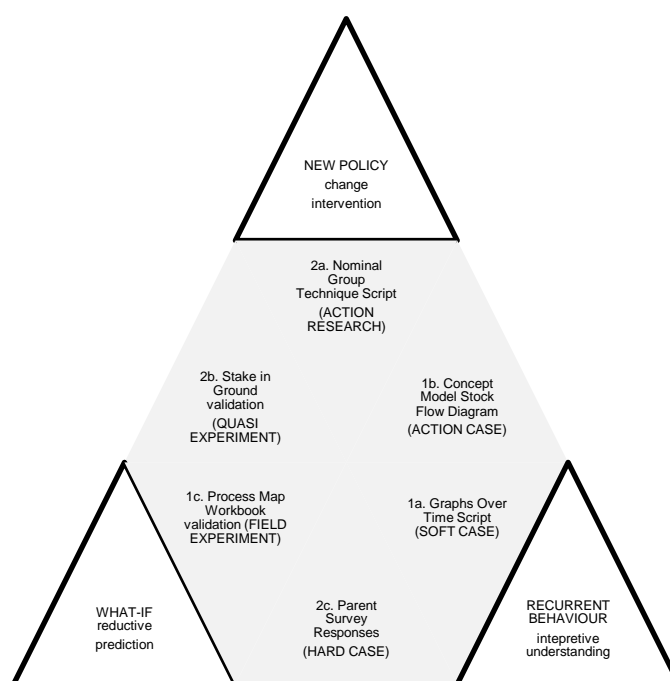 NEW POLICY
change
intervention
2a. Nominal
Group
Technique Script
(ACTION
RESEARCH)
2b. Stake in
Ground
validation
(QUASI
EXPERIMENT)
1b. Concept
Model Stock
Flow Diagram
(ACTION CASE)
1c. Process Map
Workbook
validation (FIELD
EXPERIMENT)
1a. Graphs Over
Time Script
(SOFT CASE)
WHAT-IF
reductive
prediction
2c. Parent
Survey
Responses
(HARD CASE)
RECURRENT
BEHAVIOUR
intepretive
understanding